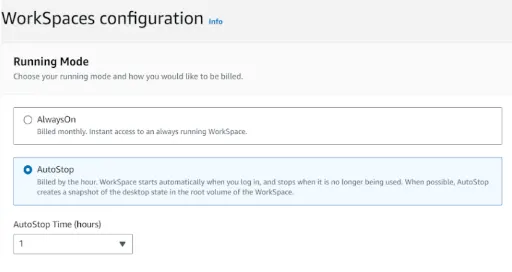 WorkSpaces configuration Info
Running Mode
Choose your running mode and how you would like to be billed.
AlwaysOn
Billed monthly. Instant access to an always running WorkSpace.
AutoStop
Billed by the hour. WorkSpace starts automatically when you log in, and stops when it is no longer being used. When possible, AutoStop
creates a snapshot of the desktop state in the root volume of the WorkSpace.
AutoStop Time (hours)
1